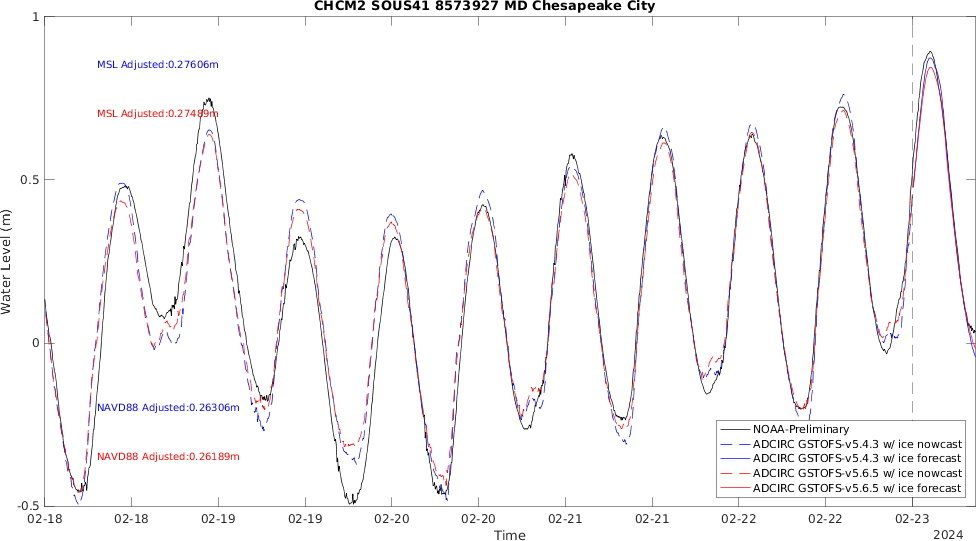 CHCM2 SOUS41 8573927 MD Chesapeake City
1
MSL Adjusted:0.27606m
MSL Adjusted:0.27489m
0.5
Water Level (m)
0
NAVD88 Adjusted:0.26306m
NAVD88 Adjusted:0.26189m
NOAA-Preliminary
ADCIRC GSTOFS-v5.4.3 w/ ice nowcast
ADCIRC GSTOFS-v5.4.3 w/ ice forecast
ADCIRC GSTOFS-v5.6.5 w/ ice nowcast
ADCIRC GSTOFS-v5.6.5 w/ ice forecast
-0.5
02-18 02-18 02-19 02-19 02-20 02-20 02-21 02-21 02-22 02-22 02-23
Time
2024